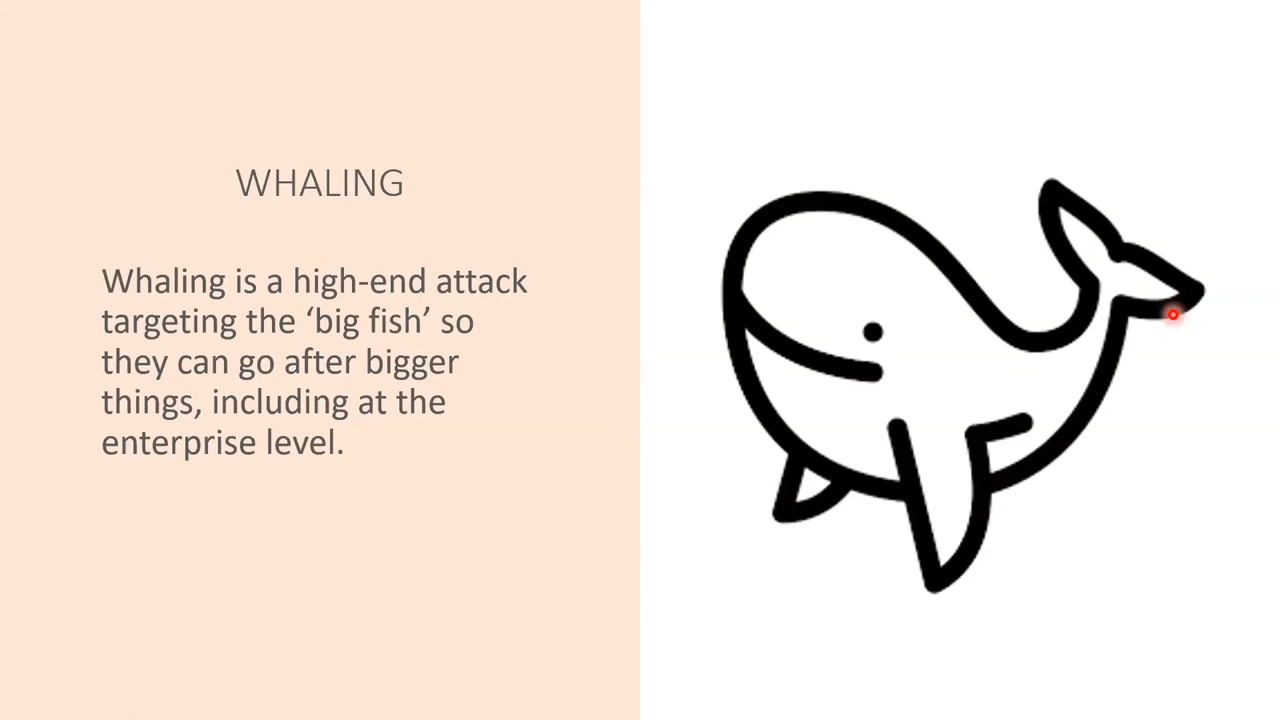 WHALING
Whaling is a high-end attack
targeting the ‘big fish’ so
they can go after bigger
things, including at the
enterprise level.